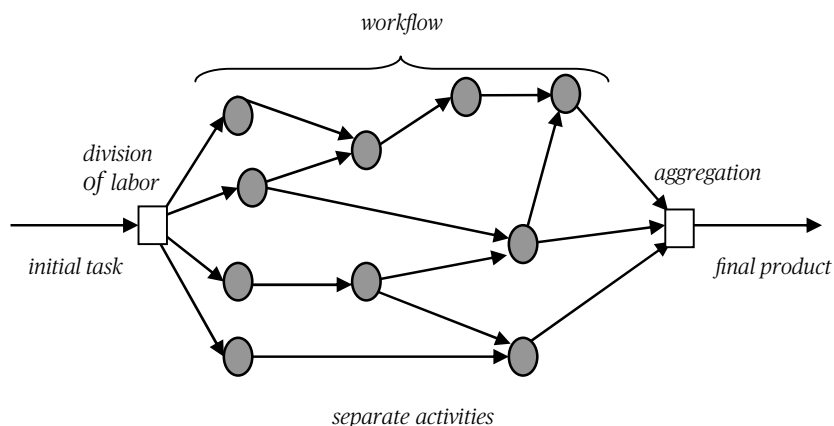 workflow
division
of labor
aggregation
initial task
final product
separate activities